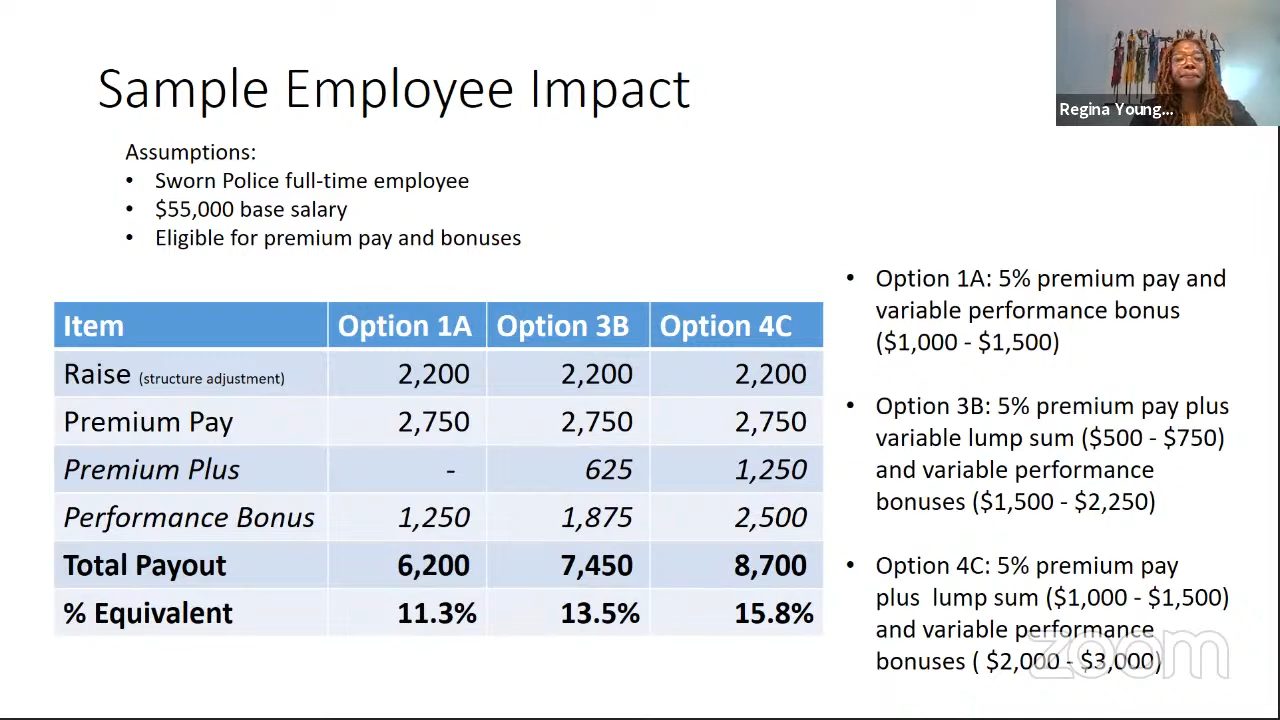 Sample Employee Impact
Regina Young...
Assumptions:
• Sworn Police full-time employee
• $55,000 base salary
• Eligible for premium pay and bonuses
Item Option 1A Option 3B Option 4C
Raise (structure adjustment) 2,200 2,200 2,200
Premium Pay 2,750 2,750 2,750
Premium Plus - 625 1,250
Performance Bonus 1,250 1,875 2,500
Total Payout 6,200 7,450 8,700
% Equivalent 11.3% 13.5% 15.8%
• Option 1A: 5% premium pay and
variable performance bonus
($1,000 - $1,500)
• Option 3B: 5% premium pay plus
variable lump sum ($500 - $750)
and variable performance
bonuses ($1,500 - $2,250)
• Option 4C: 5% premium pay
plus lump sum ($1,000 - $1,500)
and variable performance
bonuses ( $2,000 - $3,000)
zoom